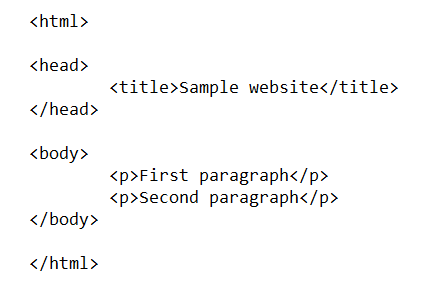 <html>
<head>
<title>Sample website</title>
</head>
<body>
<p>First paragraph</p>
<p>Second paragraph</p>
</body>
</html>